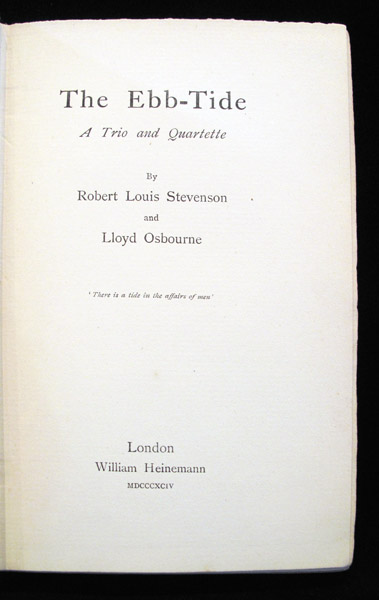 The Ebb-Tide
A Trio and Quartette
By
Robert Louis Stevenson
and
Lloyd Osbourne
'There is a tide in the affairs of men'
London
William Heinemann
MDCCCXCIV